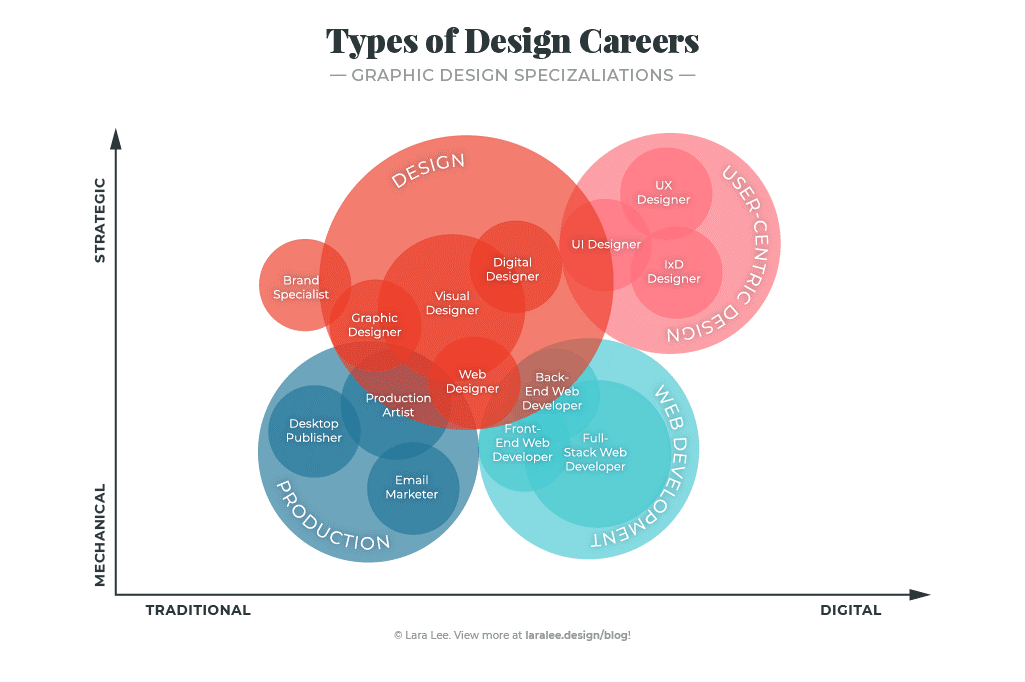 Types of Design Careers
— GRAPHIC DESIGN SPECIZALIATIONS —
STRATEGIC
MECHANICAL
DESIGN
Brand
Specialist
Graphic
Designer
Visual
Designer
Digital
Designer
Web
Designer
USER-CENTRIC DESIGN
UX
Designer
UI Designer
IxD
Designer
PRODUCTION
Production
Artist
Desktop
Publisher
Email
Marketer
WEB DEVELOPMENT
Back-
End Web
Developer
Front-
End Web
Developer
Full-
Stack Web
Developer
TRADITIONAL
DIGITAL
© Lara Lee. View more at laralee.design/blog!